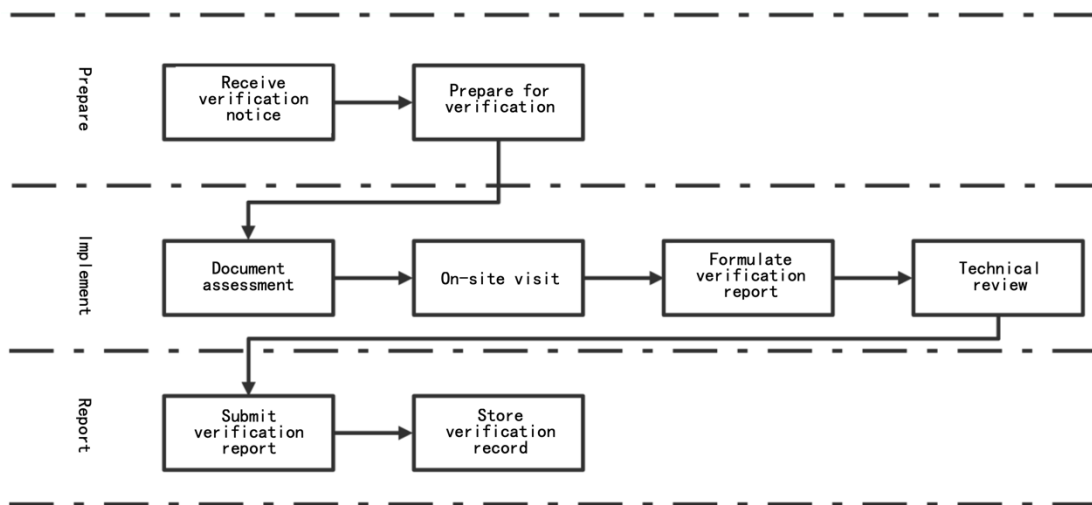 Prepare
Receive
verification
notice
Prepare for
verification
Implement
Document
assessment
On-site visit
Formulate
verification
report
Technical
review
Report
Submit
verification
report
Store
verification
record